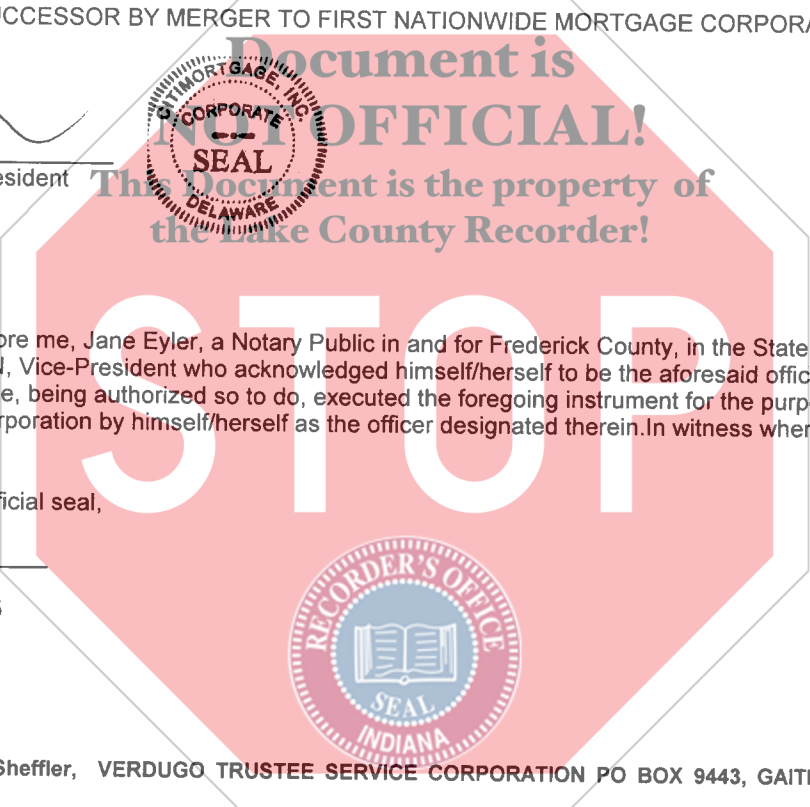 UCCESSOR BY MERGER TO FIRST NATIONWIDE MORTGAGE CORPORA
Document is
NOT OFFICIAL!
This Document is the property of
the Lake County Recorder!
CITIMORTGAGE, INC.
CORPORATE
SEAL
DELAWARE
esident
STOP
ore me, Jane Eyler, a Notary Public in and for Frederick County, in the State
, Vice-President who acknowledged himself/herself to be the aforesaid offic
e, being authorized so to do, executed the foregoing instrument for the purp
rporation by himself/herself as the officer designated therein.In witness wher
ficial seal,
RECORDER'S OFFICE
SEAL
INDIANA
Sheffler, VERDUGO TRUSTEE SERVICE CORPORATION PO BOX 9443, GAITH